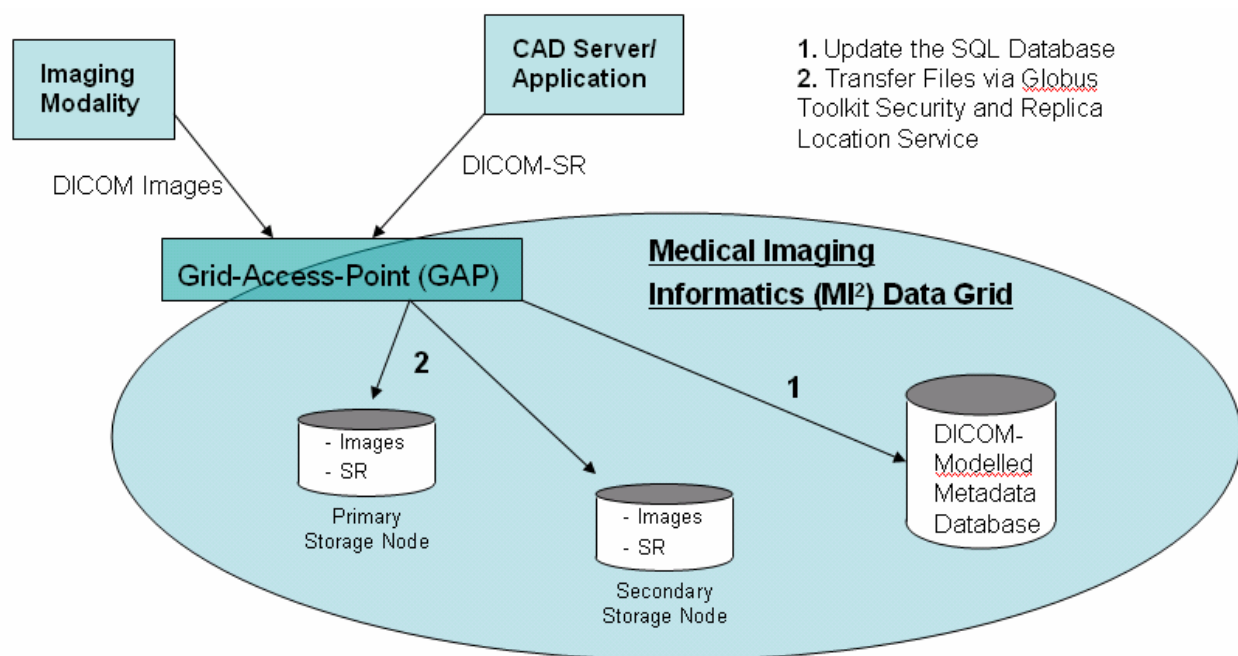 Imaging
Modality
CAD Server/
Application
1. Update the SQL Database
2. Transfer Files via Globus
Toolkit Security and Replica
Location Service
DICOM Images
DICOM-SR
Grid-Access-Point (GAP)
Medical Imaging
Informatics (MI²) Data Grid
2
1
- Images
- SR
Primary
Storage Node
- Images
- SR
Secondary
Storage Node
DICOM-
Modelled
Metadada
Database